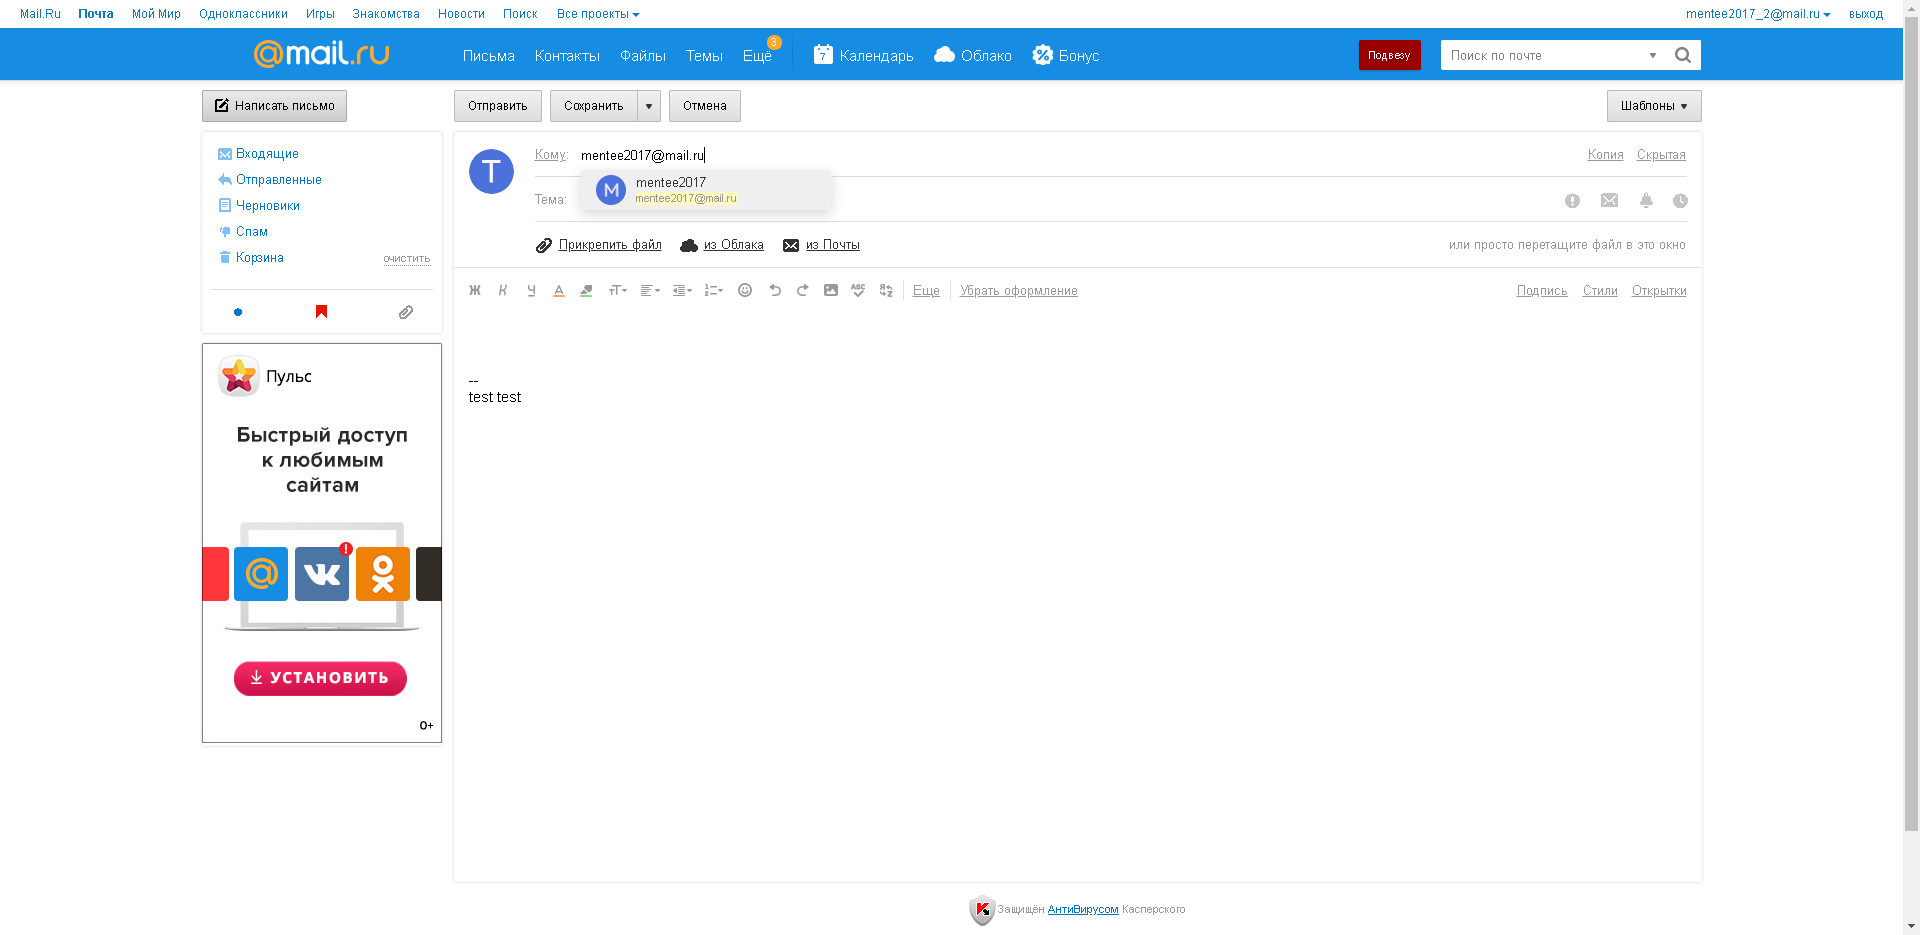 Mail.Ru Почта Мой Мир Одноклассники Игры Знакомства Новости Поиск Все проекты mentee2017_2@mail.ru выход
@mail.ru Письма Контакты Файлы Темы Ещё 3 7 Календарь Облако Бонус Подвезу Поиск по почте
Написать письмо Отправить Сохранить Отмена Шаблоны
Входящие
Отправленные
Черновики
Спам
Корзина очистить
Пульс
Быстрый доступ
к любимым
сайтам
УСТАНОВИТЬ
0+
T Кому: mentee2017@mail.ru Копия Скрытая
M mentee2017
mentee2017@mail.ru
Тема:
Прикрепить файл из Облака из Почты или просто перетащите файл в это окно
Ж К Ч А тТ ABC Еще Убрать оформление Подпись Стили Открытки
--
test test
Защищён АнтиВирусом Касперского